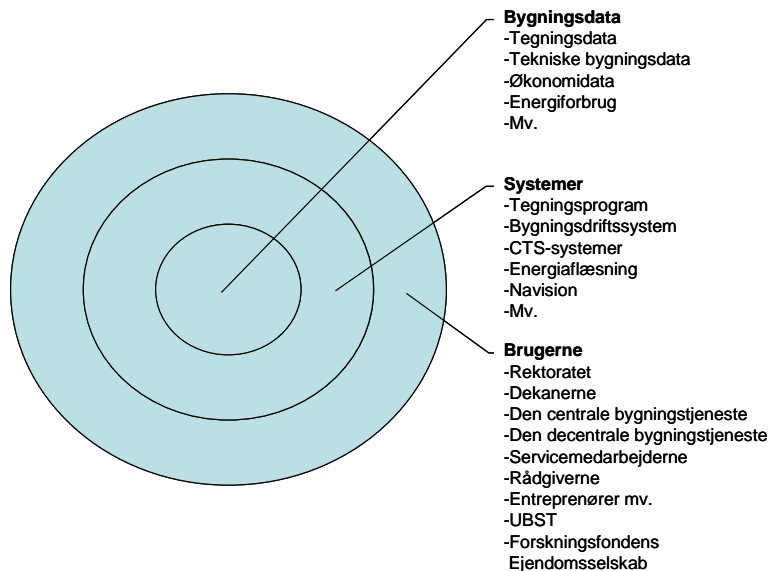 Bygningsdata
-Tegningsdata
-Tekniske bygningsdata
-Økonomidata
-Energiforbrug
-Mv.
Systemer
-Tegningsprogram
-Bygningsdriftssystem
-CTS-systemer
-Energiaflæsning
-Navision
-Mv.
Brugerne
-Rektoratet
-Dekanerne
-Den centrale bygningstjeneste
-Den decentrale bygningstjeneste
-Servicemedarbejderne
-Rådgiverne
-Entreprenører mv.
-UBST
-Forskningsfondens
Ejendomsselskab